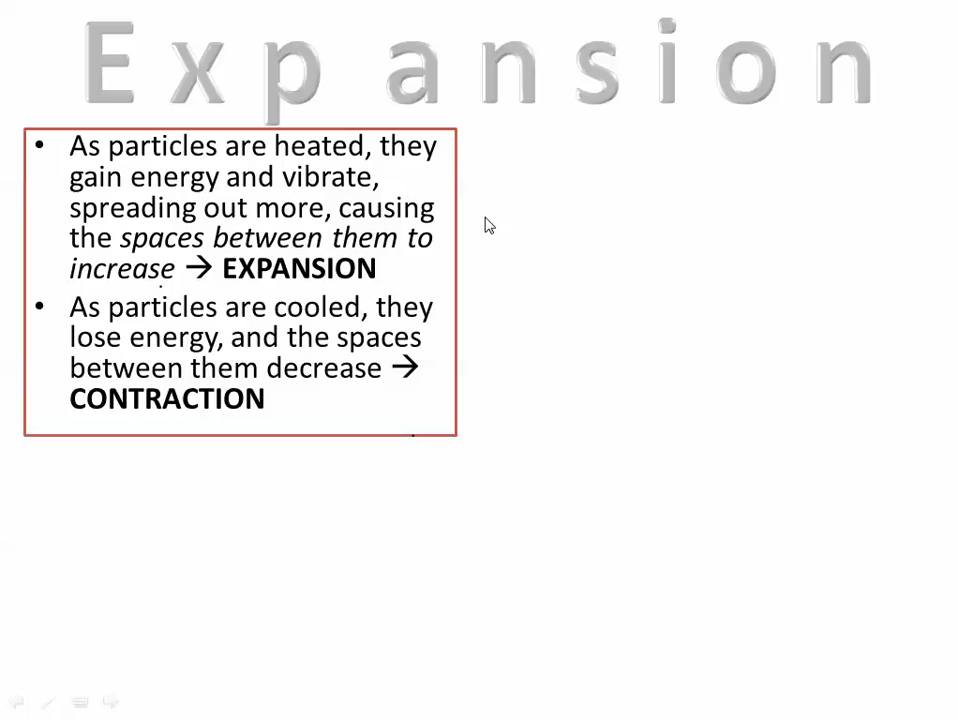 Expansion
• As particles are heated, they
gain energy and vibrate,
spreading out more, causing
the spaces between them to
increase → EXPANSION
• As particles are cooled, they
lose energy, and the spaces
between them decrease →
CONTRACTION